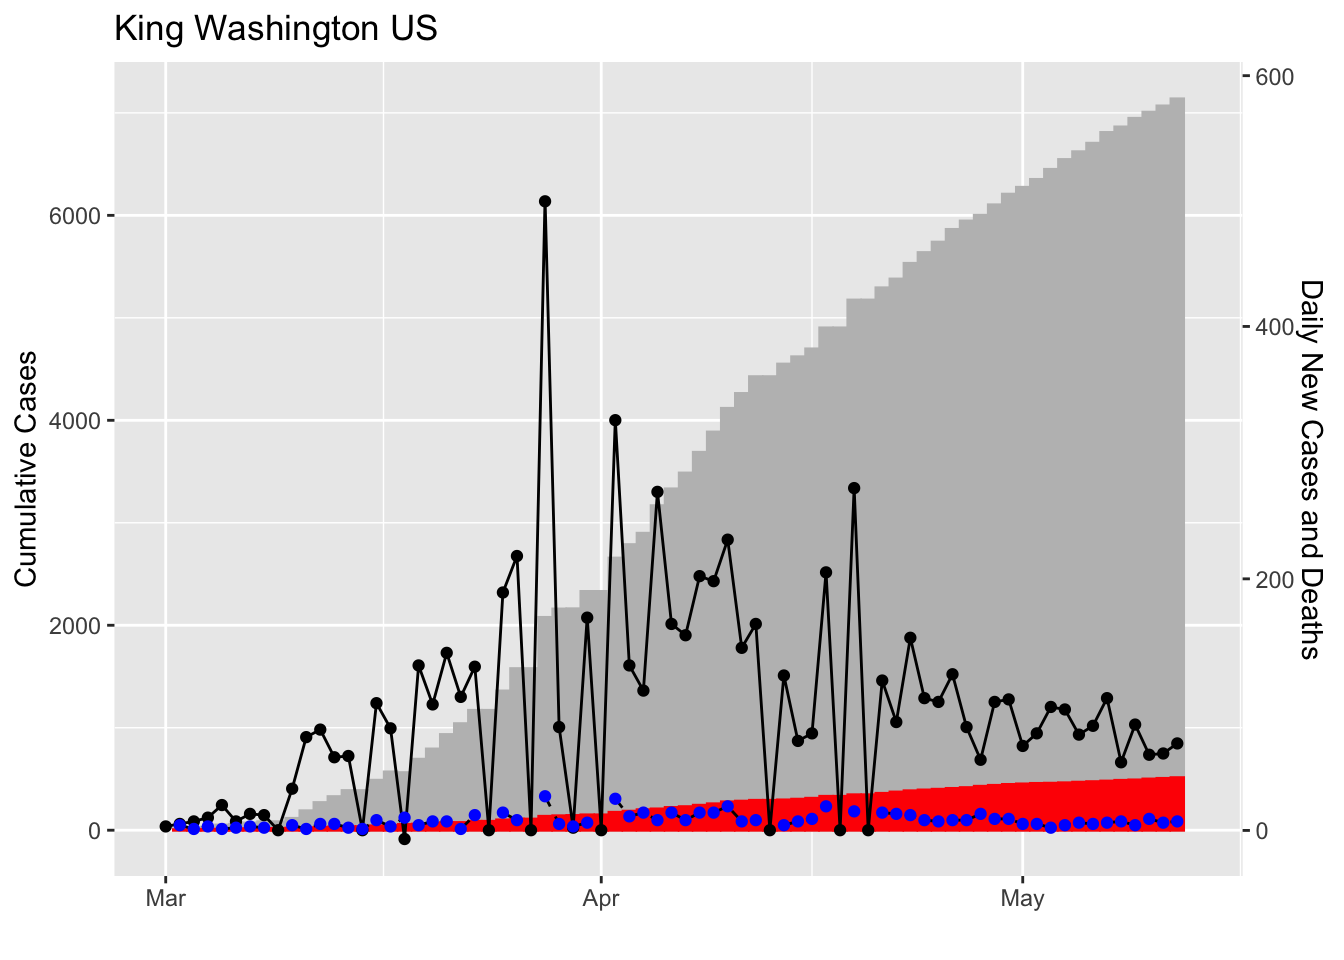 King Washington US
Cumulative Cases
6000
4000
2000
0
600
400
200
0
Daily New Cases and Deaths
Mar
Apr
May